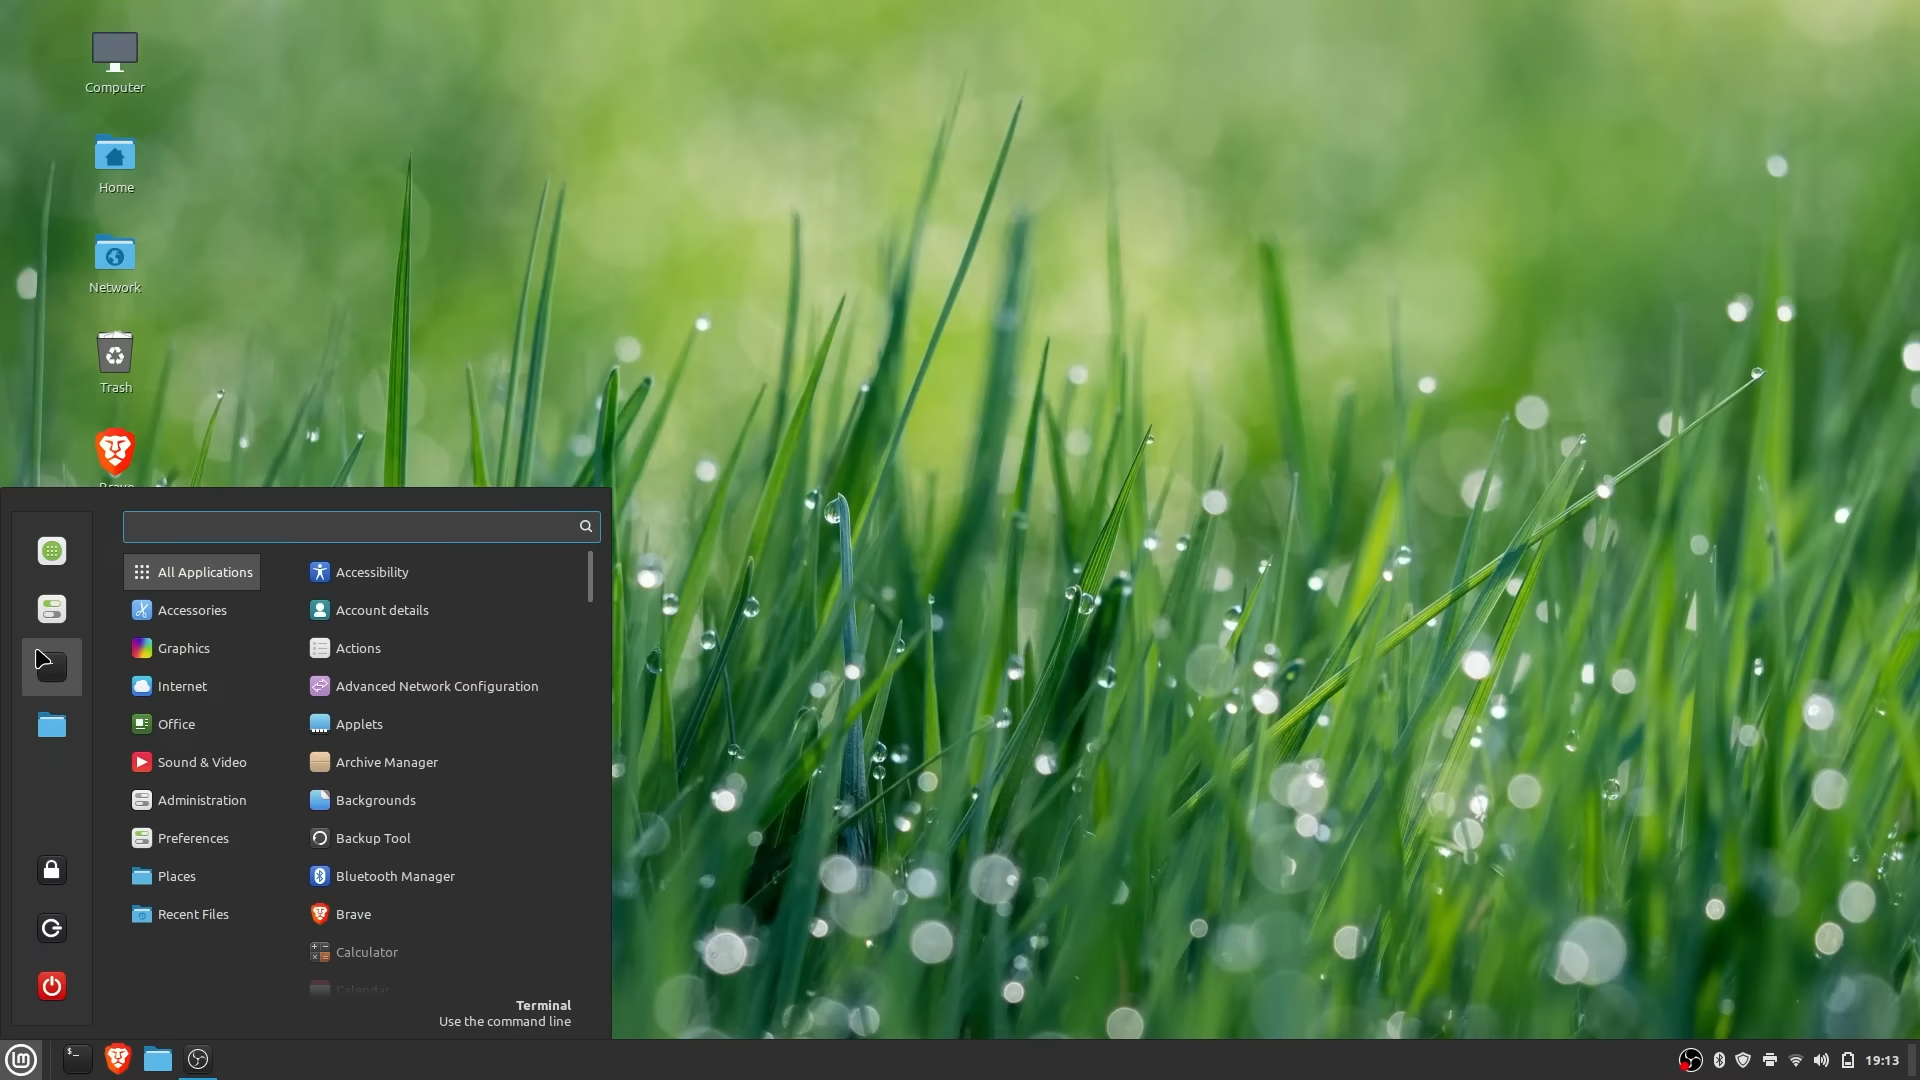 Computer
Home
Network
Trash
All Applications
Accessories
Graphics
Internet
Office
Sound & Video
Administration
Preferences
Places
Recent Files
Accessibility
Account details
Actions
Advanced Network Configuration
Applets
Archive Manager
Backgrounds
Backup Tool
Bluetooth Manager
Brave
Calculator
Calendar
Terminal
Use the command line
19:13